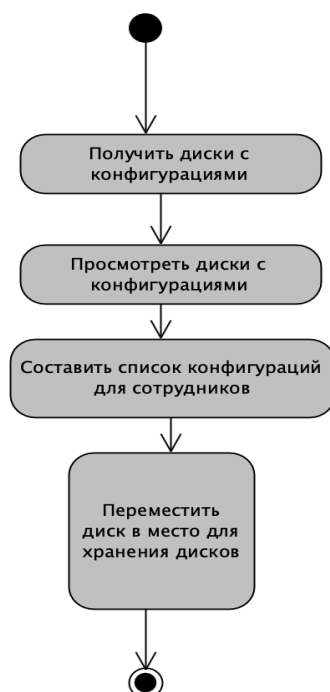 Получить диски с
конфигурациями
Просмотреть диски с
конфигурациями
Составить список конфигураций
для сотрудников
Переместить
диск в место для
хранения дисков